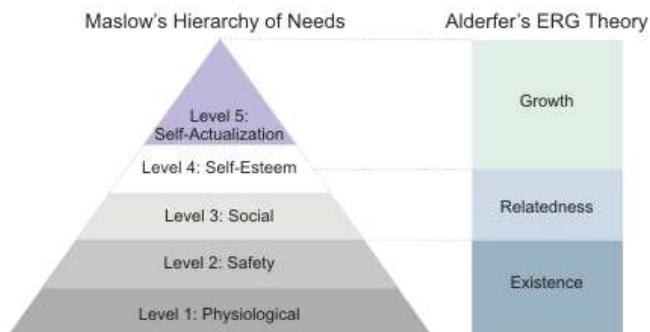 Maslow's Hierarchy of Needs
Alderfer's ERG Theory
Level 5:
Self-Actualization
Level 4: Self-Esteem
Level 3: Social
Level 2: Safety
Level 1: Physiological
Growth
Relatedness
Existence